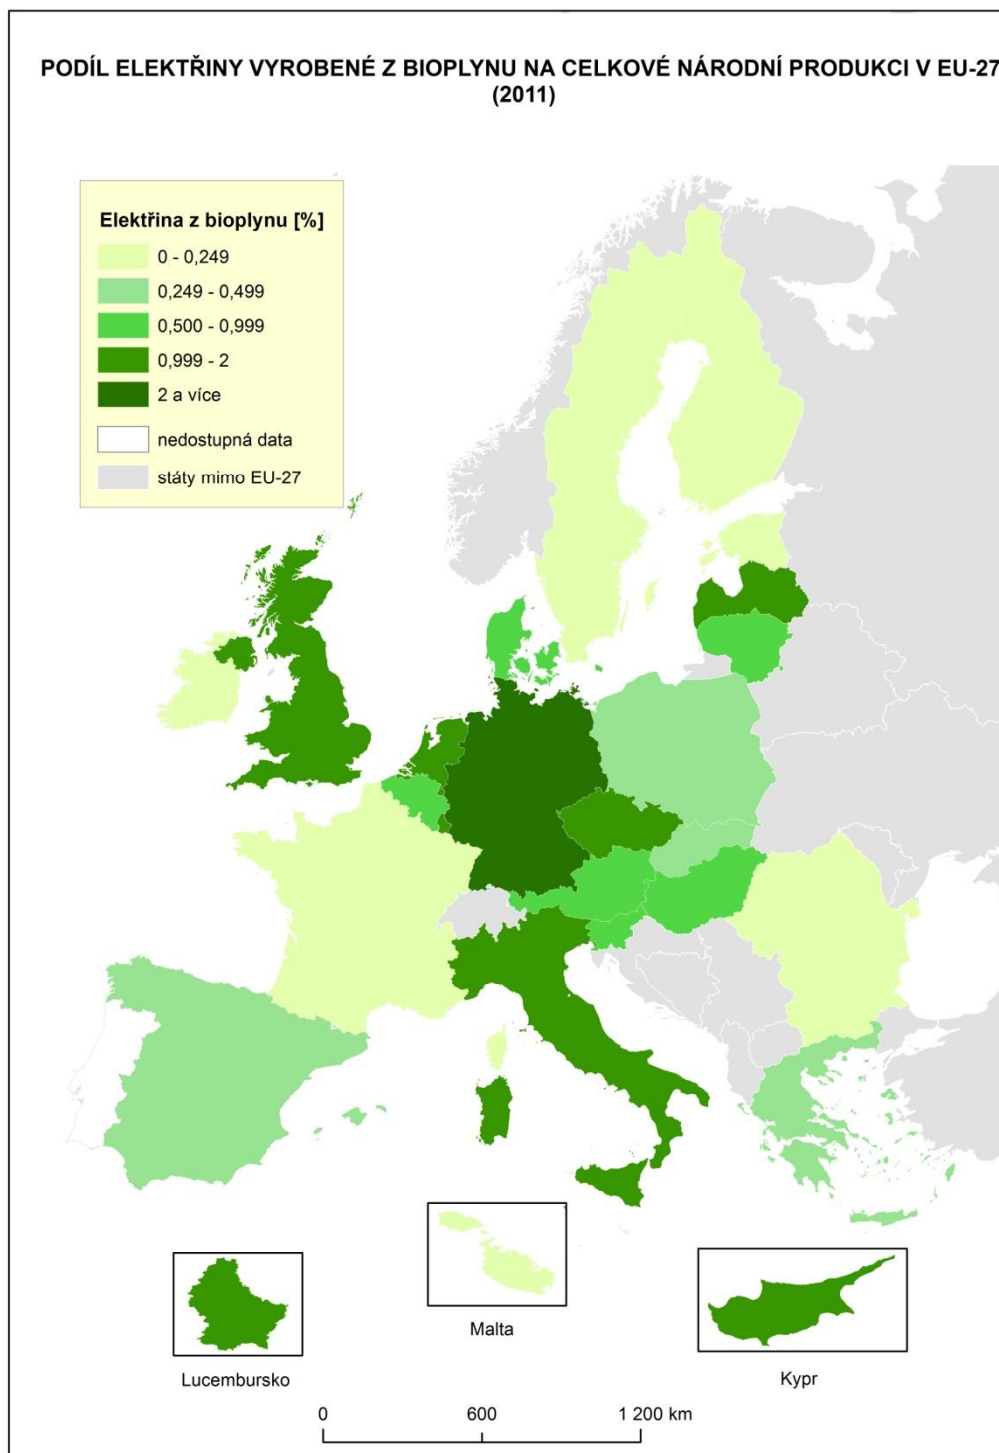 PODÍL ELEKTŘINY VYROBENÉ Z BIOPLYNU NA CELKOVÉ NÁRODNÍ PRODUKCI V EU-27
(2011)
Elektřina z bioplynu [%]
0 - 0,249
0,249 - 0,499
0,500 - 0,999
0,999 - 2
2 a více
nedostupná data
státy mimo EU-27
Malta
Lucembursko
Kypr
0 600 1 200 km